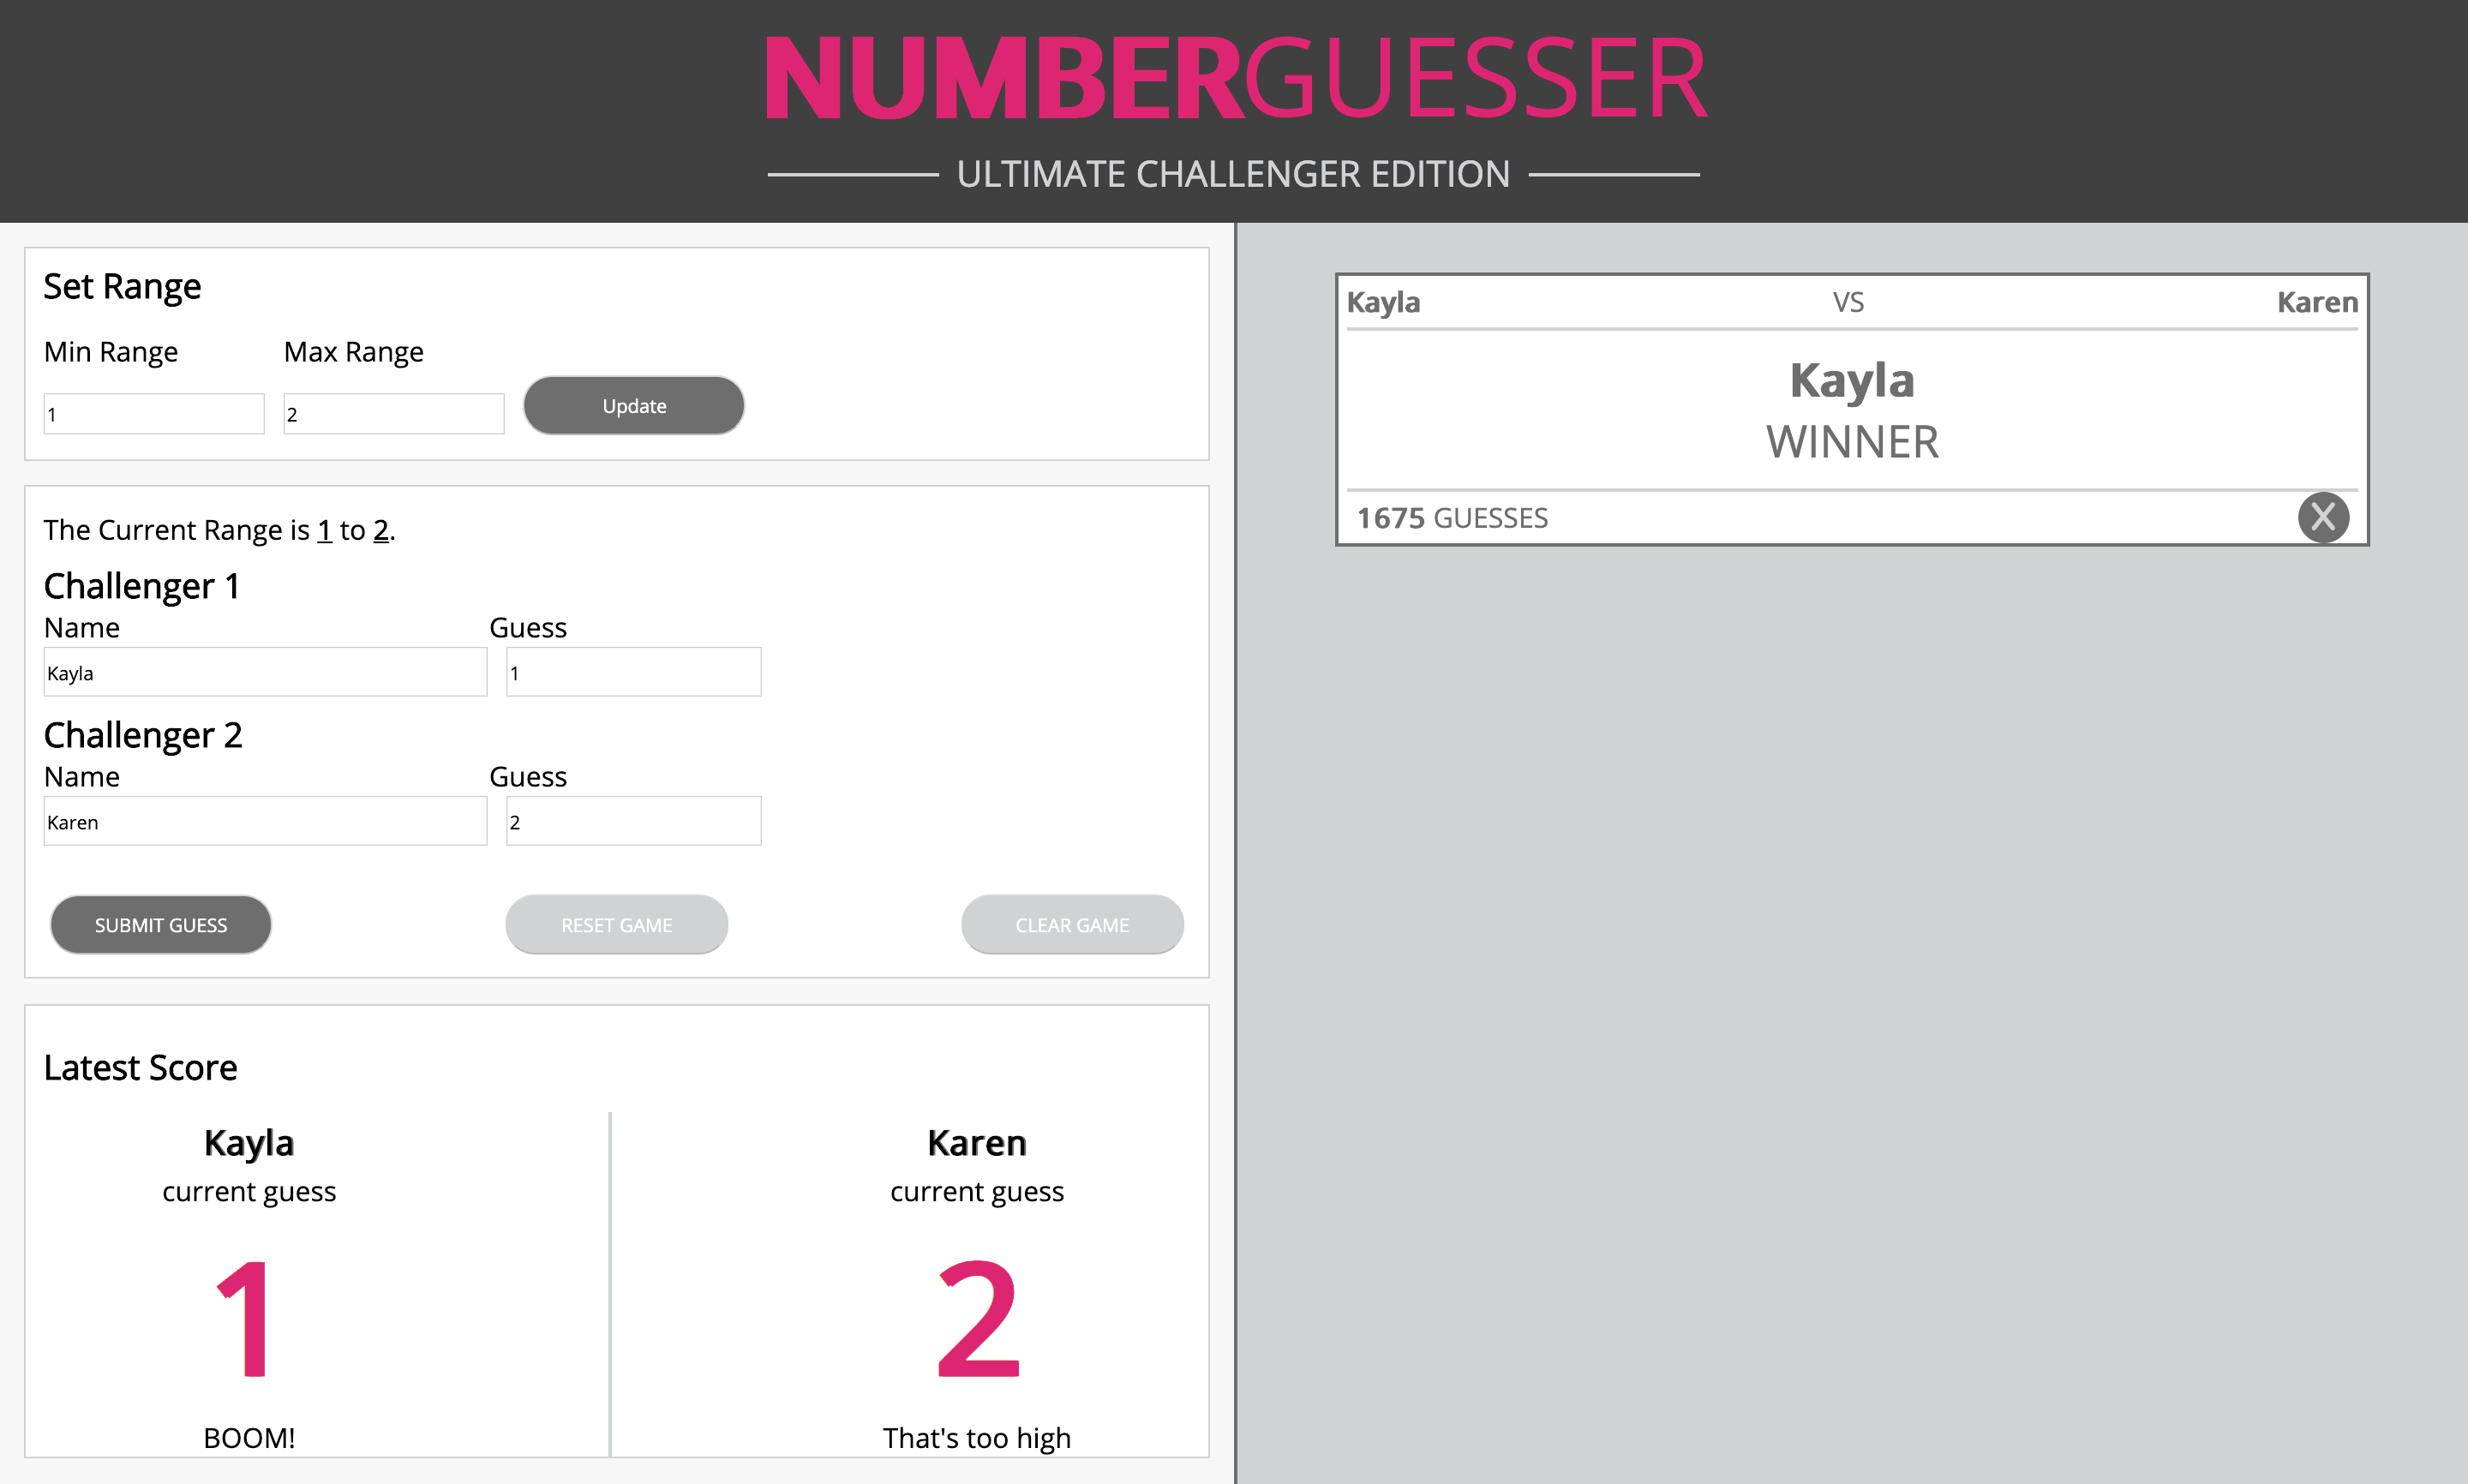 NUMBERGUESSER
ULTIMATE CHALLENGER EDITION
Set Range
Min Range Max Range
1 2 Update
The Current Range is 1 to 2.
Challenger 1
Name Guess
Kayla 1
Challenger 2
Name Guess
Karen 2
SUBMIT GUESS RESET GAME CLEAR GAME
Latest Score
Kayla Karen
current guess current guess
1 2
BOOM! That's too high
Kayla VS Karen
Kayla
WINNER
1675 GUESSES X